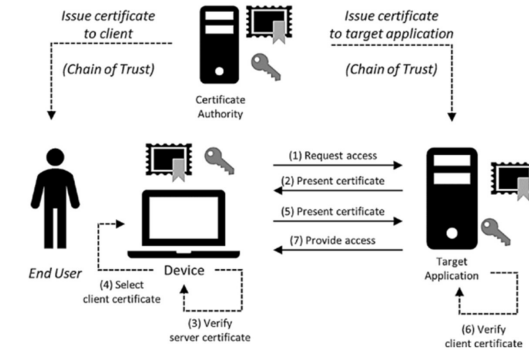 Issue certificate
to client
(Chain of Trust)
Certificate
Authority
Issue certificate
to target application
(Chain of Trust)
(1) Request access
(2) Present certificate
(5) Present certificate
(7) Provide access
End User
Device
(4) Select
client certificate
(3) Verify
server certificate
Target
Application
(6) Verify
client certificate